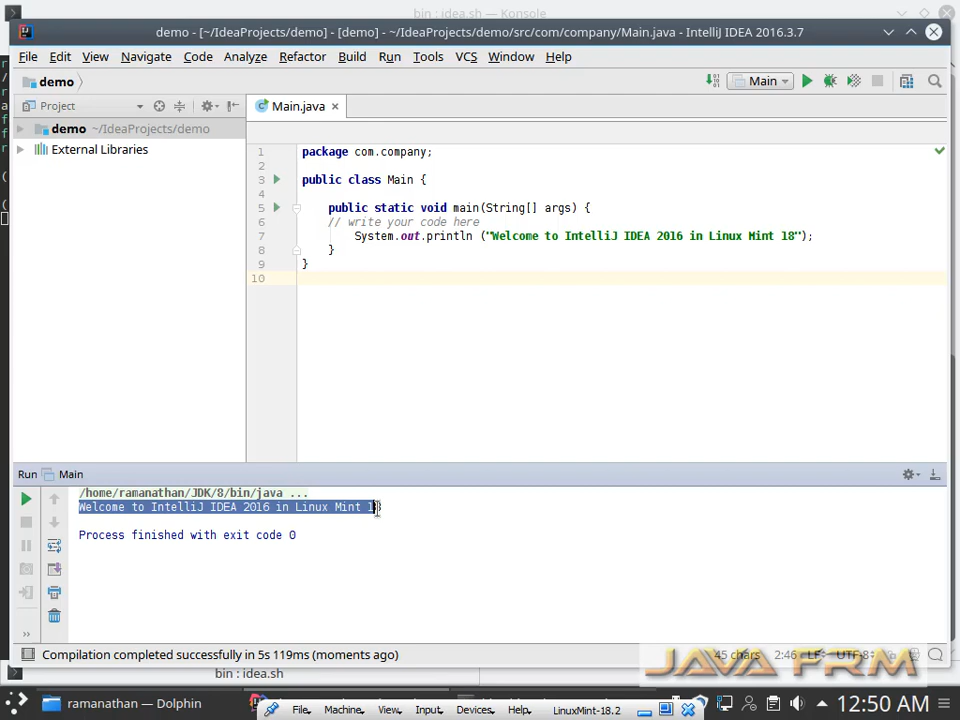 bin : idea.sh — Konsole
demo - [~/IdeaProjects/demo] - [demo] - ~/IdeaProjects/demo/src/com/company/Main.java - IntelliJ IDEA 2016.3.7
File Edit View Navigate Code Analyze Refactor Build Run Tools VCS Window Help
demo Main
Project Main.java
demo ~/IdeaProjects/demo
External Libraries
1 package com.company;
2
3 public class Main {
4
5 public static void main(String[] args) {
6 // write your code here
7 System.out.println ("Welcome to IntelliJ IDEA 2016 in Linux Mint 18");
8 }
9 }
10
Run Main
/home/ramanathan/JDK/8/bin/java ...
Welcome to IntelliJ IDEA 2016 in Linux Mint 18
Process finished with exit code 0
Compilation completed successfully in 5s 119ms (moments ago) 45 chars 2:46 LF UTF-8
JAVA FRM
bin : idea.sh
ramanathan — Dolphin
File Machine View Input Devices Help LinuxMint-18.2
12:50 AM